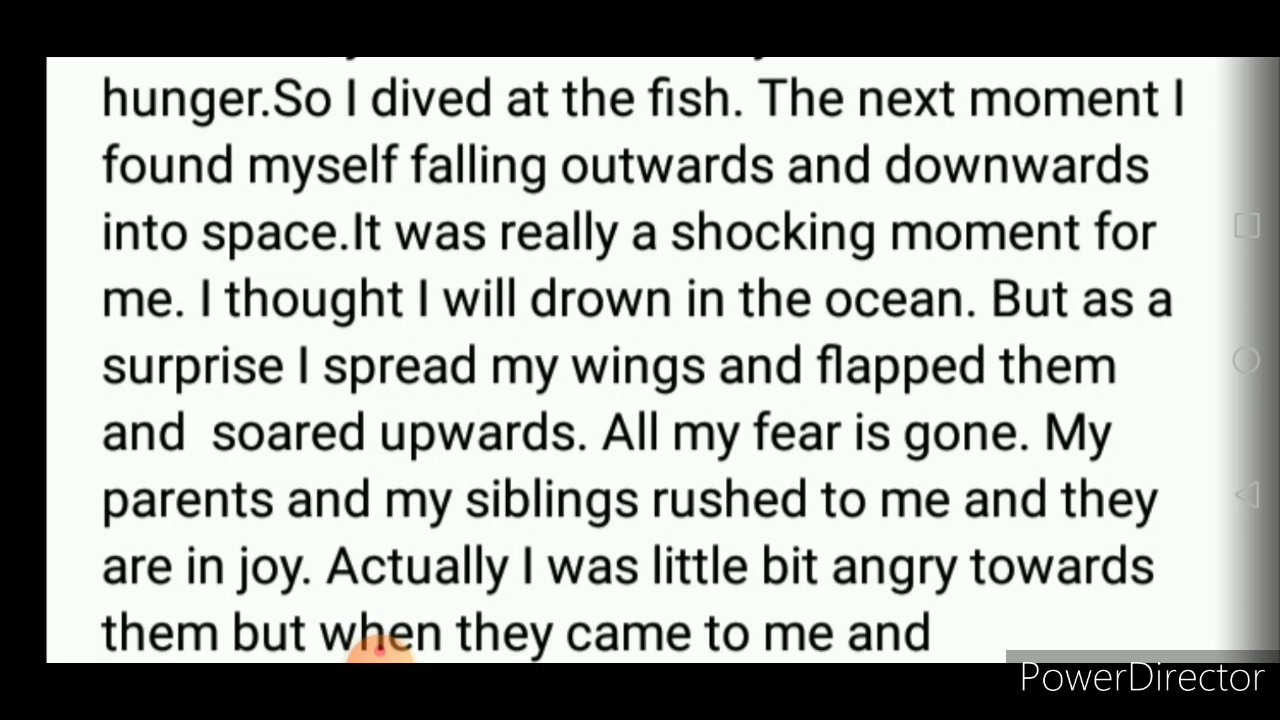 hunger.So I dived at the fish. The next moment I
found myself falling outwards and downwards
into space.It was really a shocking moment for
me. I thought I will drown in the ocean. But as a
surprise I spread my wings and flapped them
and  soared upwards. All my fear is gone. My
parents and my siblings rushed to me and they
are in joy. Actually I was little bit angry towards
them but when they came to me and
PowerDirector